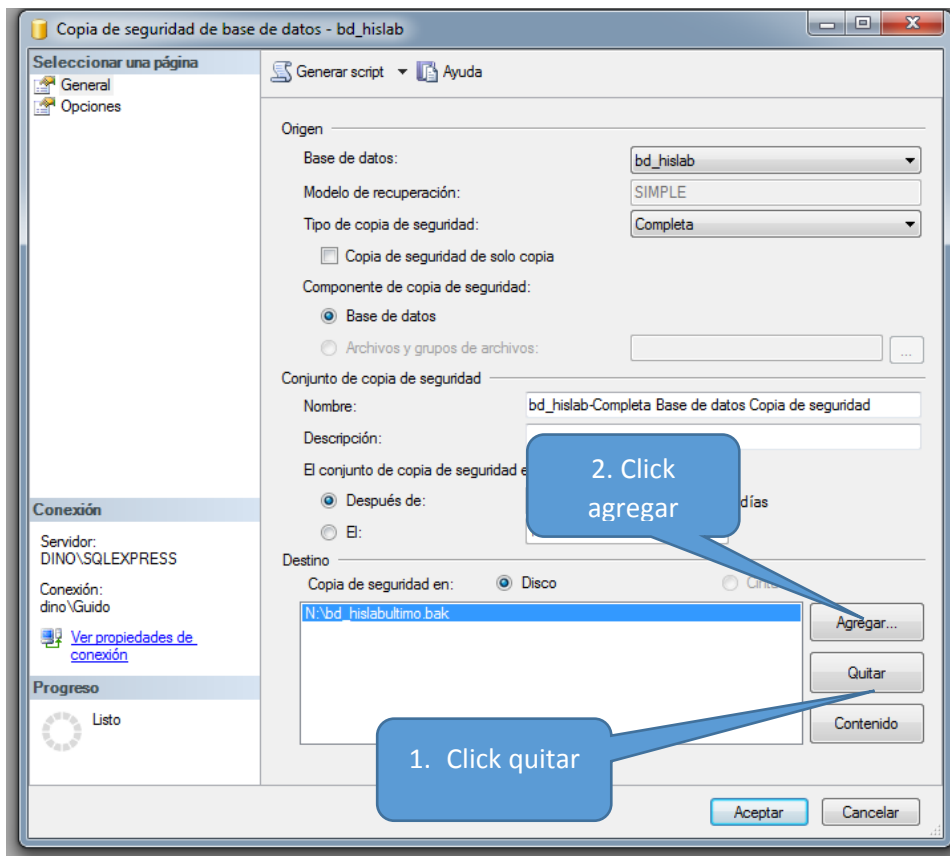 Copia de seguridad de base de datos - bd_hislab
Seleccionar una página
General
Opciones
Generar script
Ayuda
Origen
Base de datos:
bd_hislab
Modelo de recuperación:
SIMPLE
Tipo de copia de seguridad:
Completa
Copia de seguridad de solo copia
Componente de copia de seguridad:
Base de datos
Archivos y grupos de archivos:
...
Conjunto de copia de seguridad
Nombre:
bd_hislab-Completa Base de datos Copia de seguridad
Descripción:
El conjunto de copia de seguridad
Después de:
días
El:
2. Click
agregar
Conexión
Servidor:
DINO\SQLEXPRESS
Conexión:
dino\Guido
Ver propiedades de
conexión
Progreso
Listo
Destino
Copia de seguridad en:
Disco
N:\bd_hislabultimo.bak
Agregar...
Quitar
Contenido
1. Click quitar
Aceptar
Cancelar